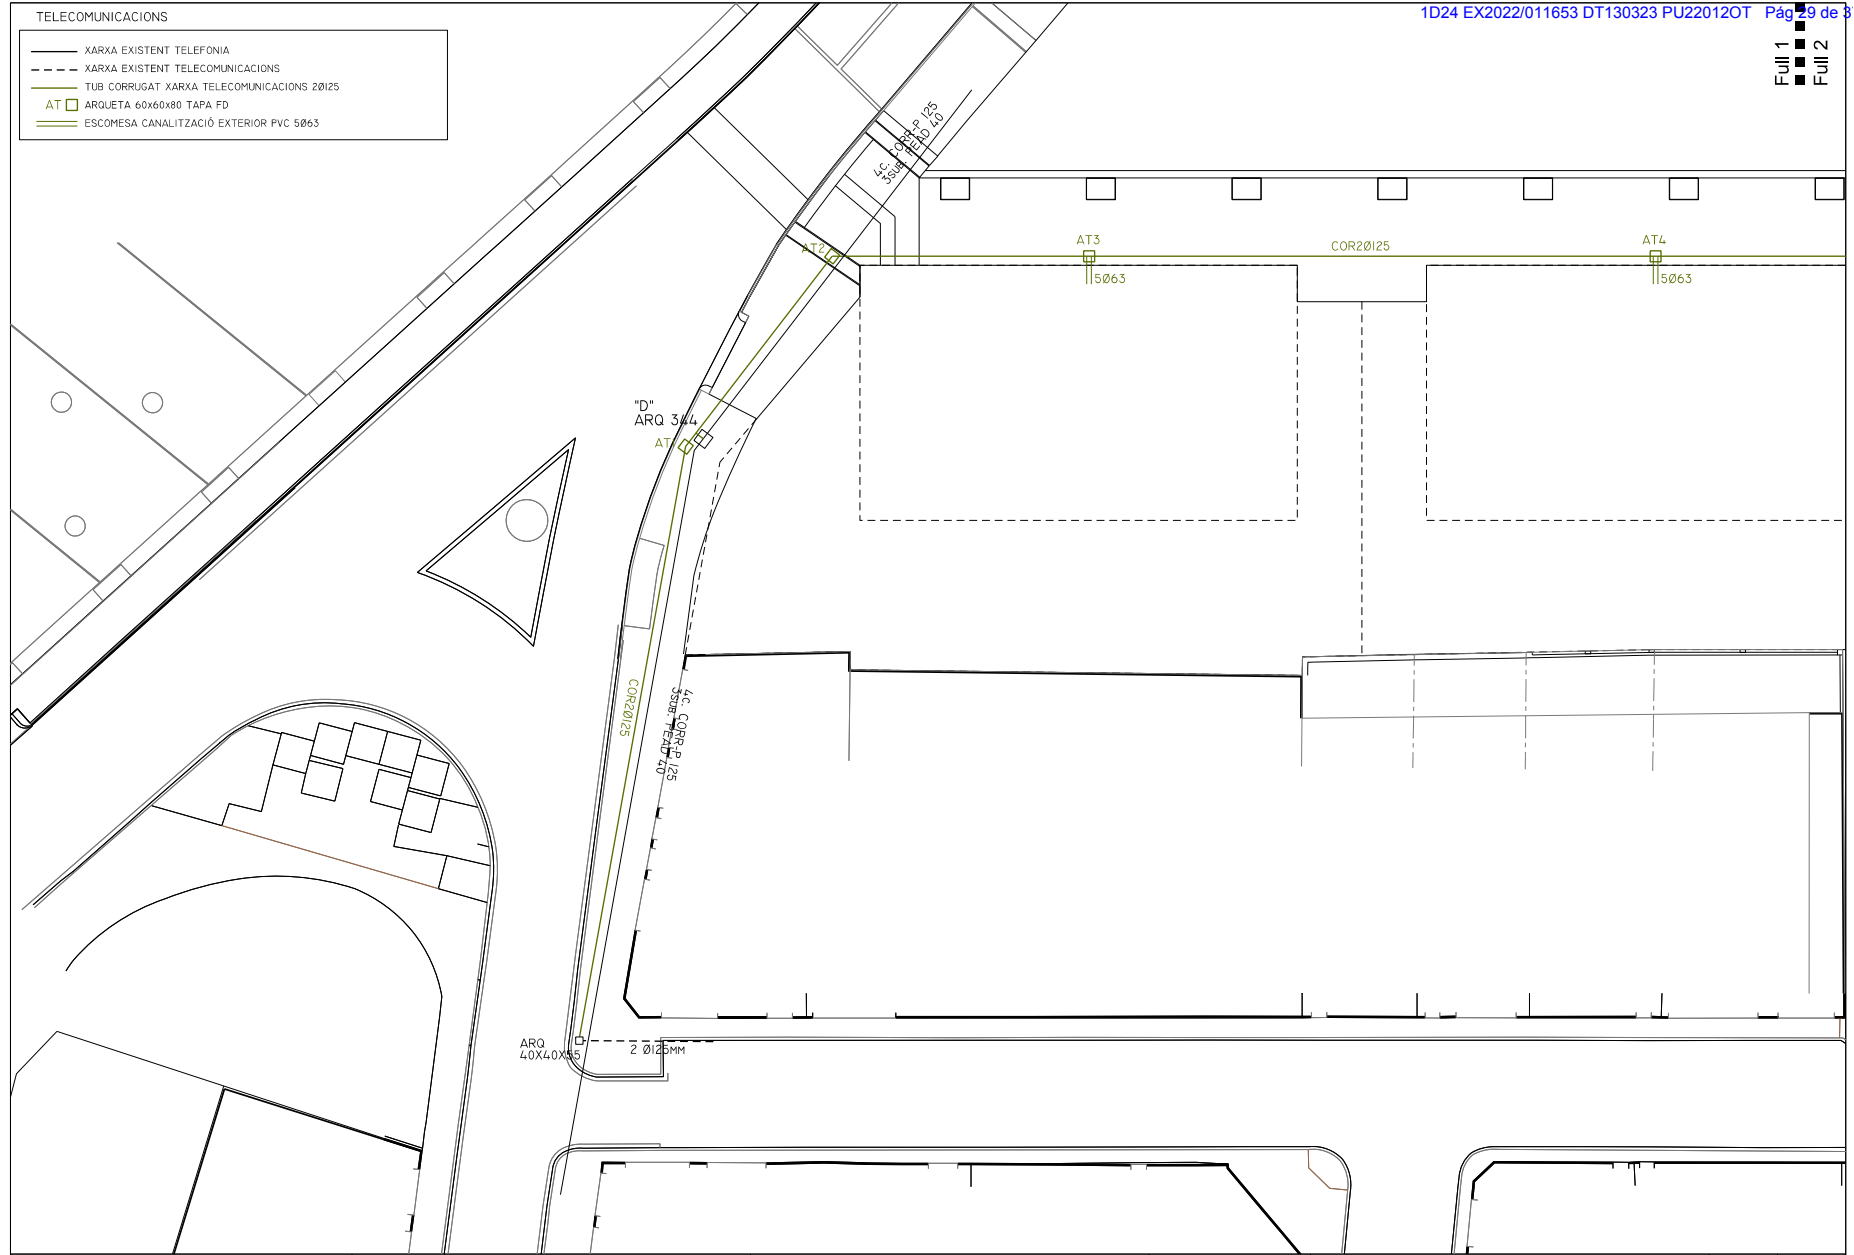 1D24 EX2022/011653 DT130323 PU22012OT Pág 29 de 3
TELECOMUNICACIONS
XARXA EXISTENT TELEFONIA
XARXA EXISTENT TELECOMUNICACIONS
TUB CORRUGAT XARXA TELECOMUNICACIONS 2Ø125
AT ARQUETA 60x60x80 TAPA FD
ESCOMESA CANALITZACIÓ EXTERIOR PVC 5Ø63
Full 1
Full 2
4C. CORR-P 125
3SUB. PEAD 40
AT2
AT3
COR2Ø125
AT4
5Ø63
5Ø63
"D"
ARQ 344
AT
COR2Ø125
4C. CORR-P 125
3SUB. PEAD 40
ARQ
40X40X55
2 Ø125MM